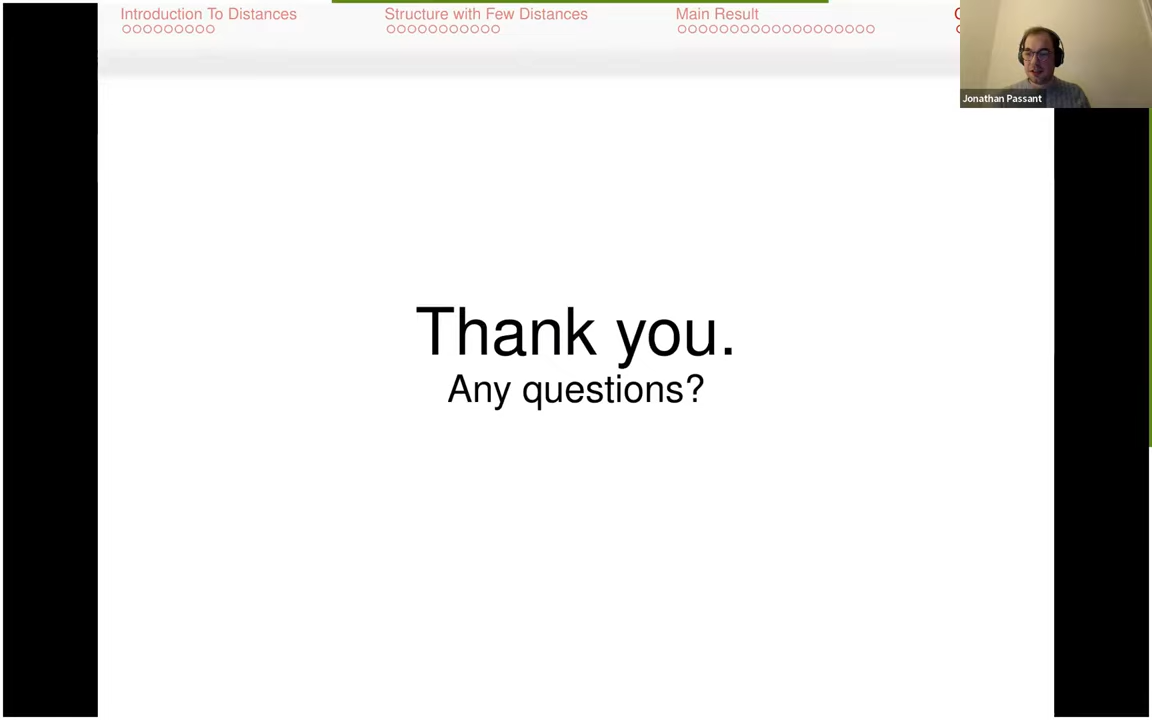 Introduction To Distances
Structure with Few Distances
Main Result
Jonathan Passant
Thank you.
Any questions?